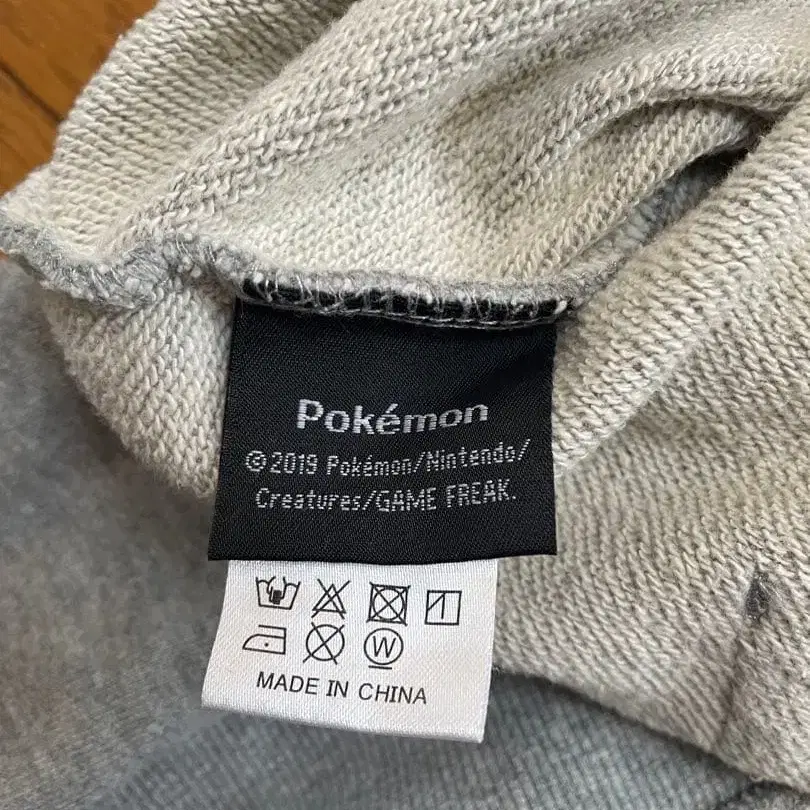 Pokémon
©2019 Pokémon/Nintendo/
Creatures/GAME FREAK.
W
MADE IN CHINA